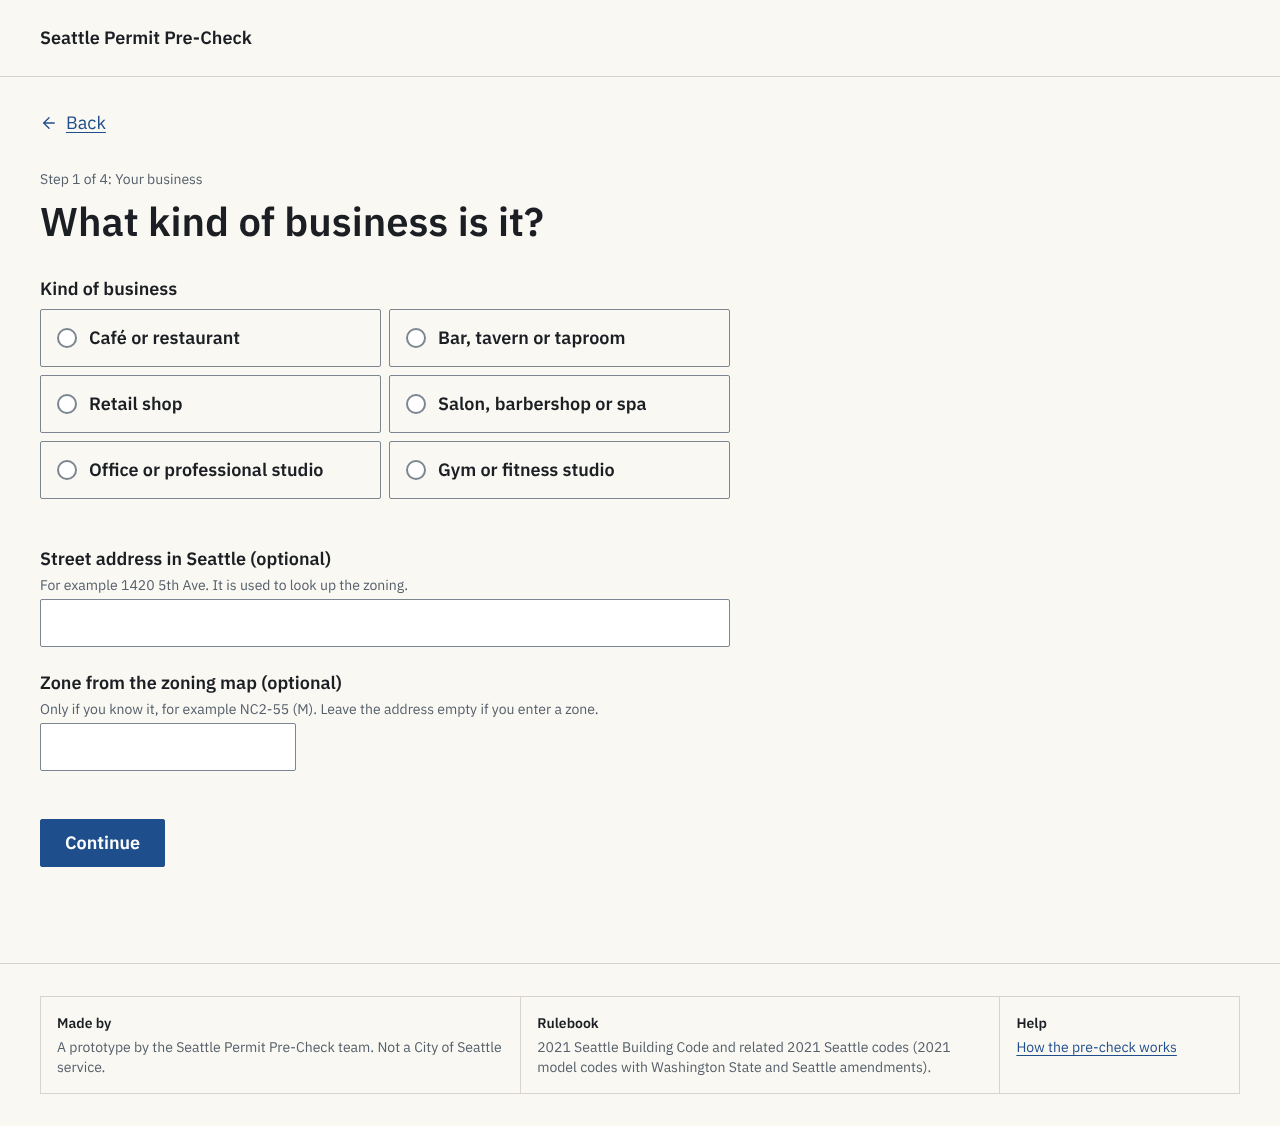 Seattle Permit Pre-Check
Back
Step 1 of 4: Your business
What kind of business is it?
Kind of business
Café or restaurant
Bar, tavern or taproom
Retail shop
Salon, barbershop or spa
Office or professional studio
Gym or fitness studio
Street address in Seattle (optional)
For example 1420 5th Ave. It is used to look up the zoning.
Zone from the zoning map (optional)
Only if you know it, for example NC2-55 (M). Leave the address empty if you enter a zone.
Continue
Made by
A prototype by the Seattle Permit Pre-Check team. Not a City of Seattle
service.
Rulebook
2021 Seattle Building Code and related 2021 Seattle codes (2021
model codes with Washington State and Seattle amendments).
Help
How the pre-check works